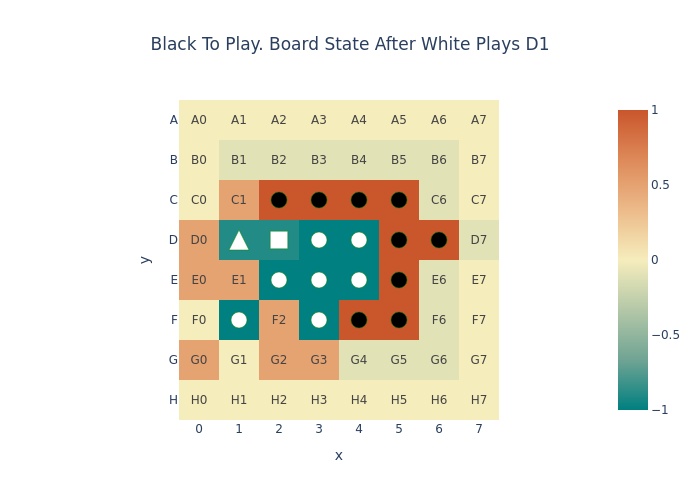 Black To Play. Board State After White Plays D1
A A0 A1 A2 A3 A4 A5 A6 A7 1
B B0 B1 B2 B3 B4 B5 B6 B7
C C0 C1 C6 C7 0.5
D D0 D7
y 0
E E0 E1 E6 E7
F F0 F2 F6 F7 −0.5
G G0 G1 G2 G3 G4 G5 G6 G7
H H0 H1 H2 H3 H4 H5 H6 H7 −1
0 1 2 3 4 5 6 7
x